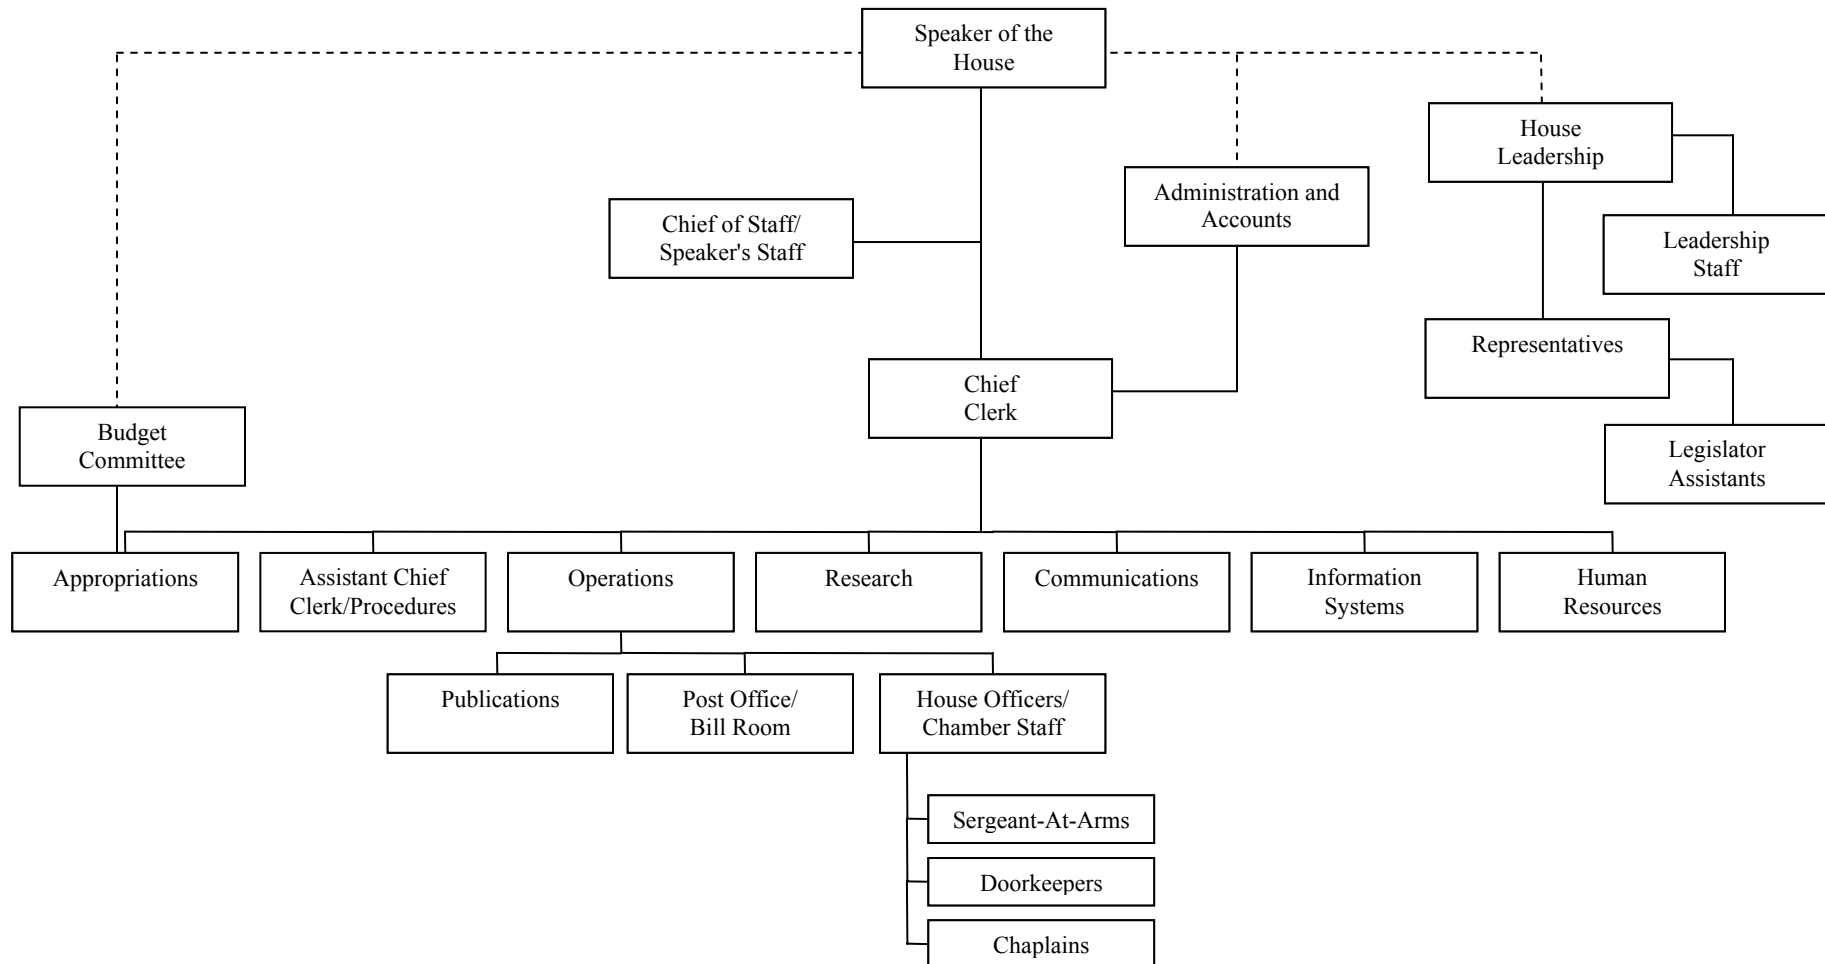 Speaker of the
House
House
Leadership
Administration and
Accounts
Chief of Staff/
Speaker's Staff
Leadership
Staff
Representatives
Chief
Clerk
Budget
Committee
Legislator
Assistants
Appropriations
Assistant Chief
Clerk/Procedures
Operations
Research
Communications
Information
Systems
Human
Resources
Publications
Post Office/
Bill Room
House Officers/
Chamber Staff
Sergeant-At-Arms
Doorkeepers
Chaplains